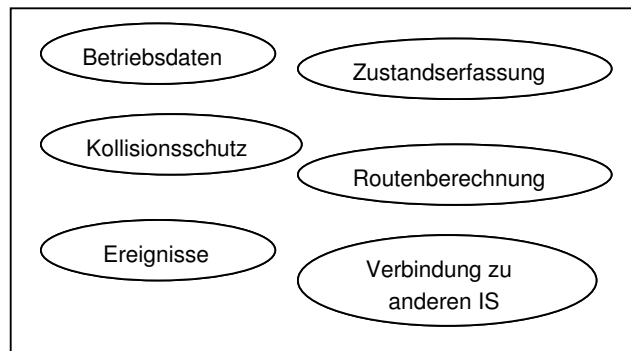 Betriebsdaten
Zustandserfassung
Kollisionsschutz
Routenberechnung
Ereignisse
Verbindung zu
anderen IS